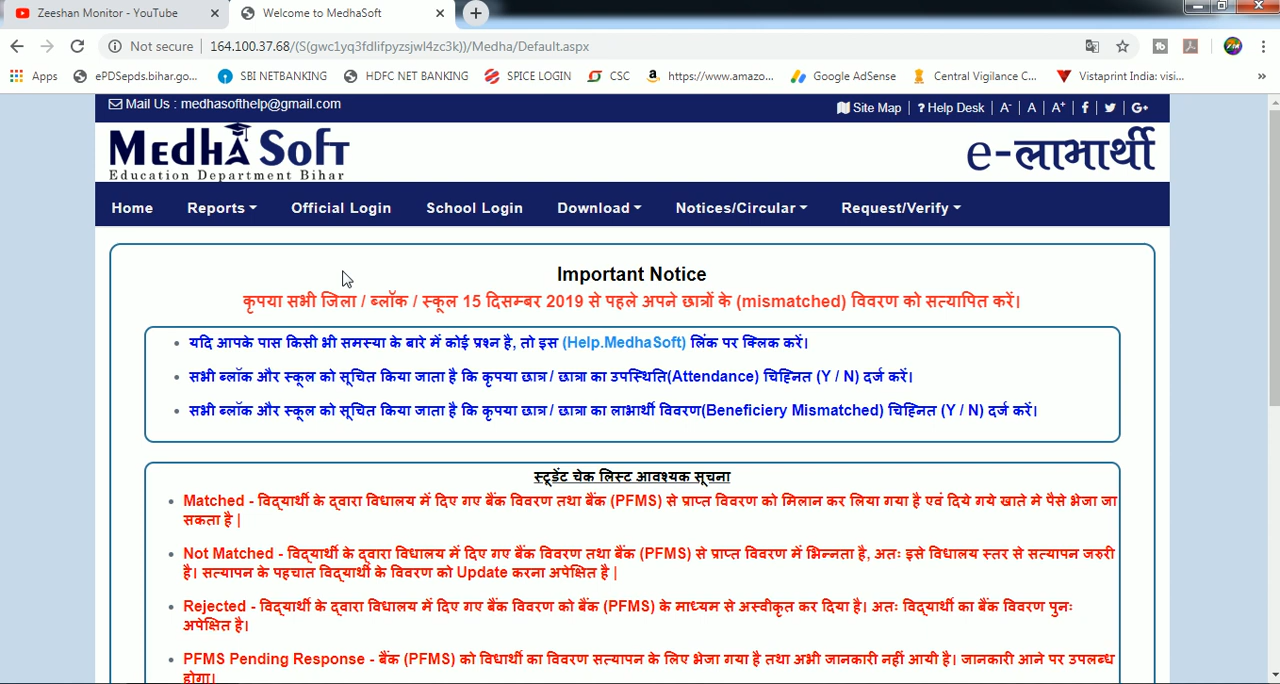 Zeeshan Monitor - YouTube
Welcome to MedhaSoft
Not secure | 164.100.37.68/(S(gwc1yq3fdlifpyzsjwl4zc3k))/Medha/Default.aspx
Apps ePDSepds.bihar.go... SBI NETBANKING HDFC NET BANKING SPICE LOGIN CSC https://www.amazo... Google AdSense Central Vigilance C... Vistaprint India: visi... »
Mail Us : medhasofthelp@gmail.com
Site Map | ? Help Desk | A- | A | A+ | f | | G+
MEDHA SOFT
Education Department Bihar
e-लाभार्थी
Home Reports Official Login School Login Download Notices/Circular Request/Verify
Important Notice
कृपया सभी जिला / ब्लॉक / स्कूल 15 दिसम्बर 2019 से पहले अपने छात्रों के (mismatched) विवरण को सत्यापित करें।
यदि आपके पास किसी भी समस्या के बारे में कोई प्रश्न है, तो इस (Help.MedhaSoft) लिंक पर क्लिक करें।
सभी ब्लॉक और स्कूल को सूचित किया जाता है कि कृपया छात्र / छात्रा का उपस्थिति(Attendance) चिह्नित (Y / N) दर्ज करें।
सभी ब्लॉक और स्कूल को सूचित किया जाता है कि कृपया छात्र / छात्रा का लाभार्थी विवरण(Beneficiery Mismatched) चिह्नित (Y / N) दर्ज करें।
स्टूडेंट चेक लिस्ट आवश्यक सूचना
Matched - विद्यार्थी के द्वारा विधालय में दिए गए बैंक विवरण तथा बैंक (PFMS) से प्राप्त विवरण को मिलान कर लिया गया है एवं दिये गये खाते मे पैसे भेजा जा
सकता है |
Not Matched - विद्यार्थी के द्वारा विधालय में दिए गए बैंक विवरण तथा बैंक (PFMS) से प्राप्त विवरण में भिन्नता है, अतः इसे विधालय स्तर से सत्यापन जरुरी
है। सत्यापन के पहचात विद्यार्थी के विवरण को Update करना अपेक्षित है |
Rejected - विद्यार्थी के द्वारा विधालय में दिए गए बैंक विवरण को बैंक (PFMS) के माध्यम से अस्वीकृत कर दिया है। अतः विद्यार्थी का बैंक विवरण पुनः
अपेक्षित है।
PFMS Pending Response - बैंक (PFMS) को विधार्थी का विवरण सत्यापन के लिए भेजा गया है तथा अभी जानकारी नहीं आयी है। जानकारी आने पर उपलब्ध
होगा।